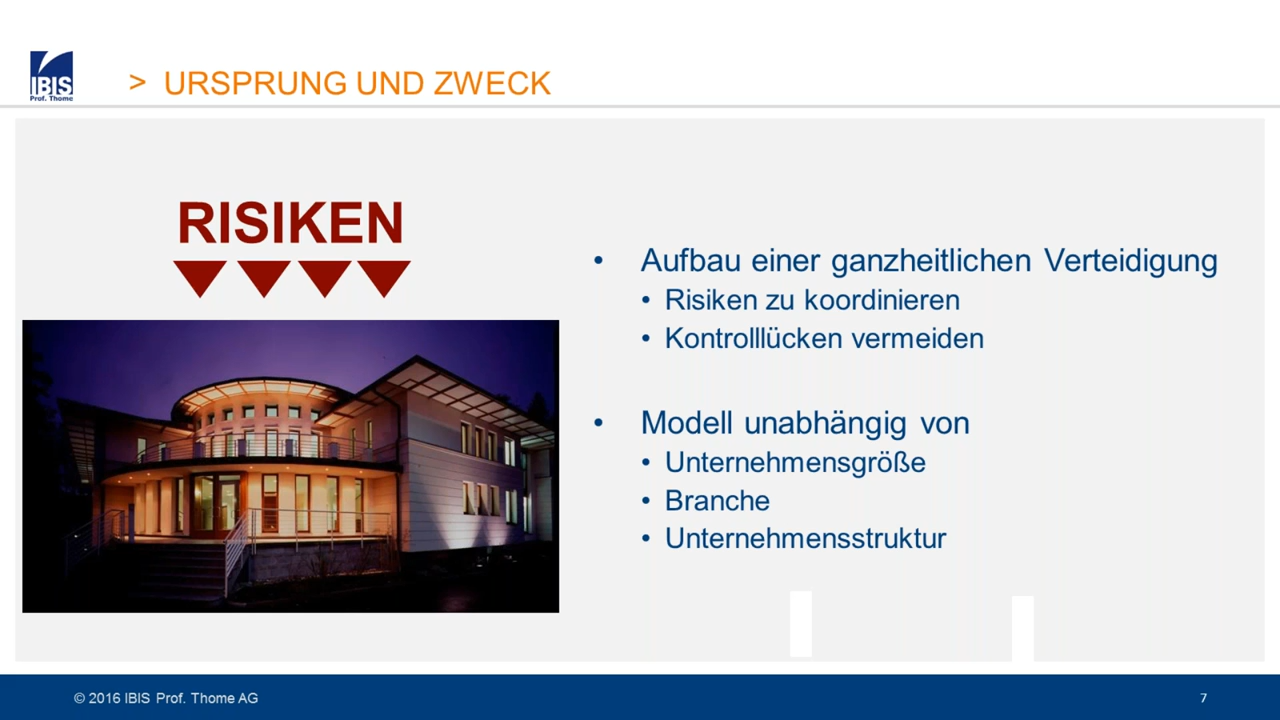 IBIS
Prof. Thome
> URSPRUNG UND ZWECK
RISIKEN
• Aufbau einer ganzheitlichen Verteidigung
• Risiken zu koordinieren
• Kontrolllücken vermeiden
• Modell unabhängig von
• Unternehmensgröße
• Branche
• Unternehmensstruktur
© 2016 IBIS Prof. Thome AG
7